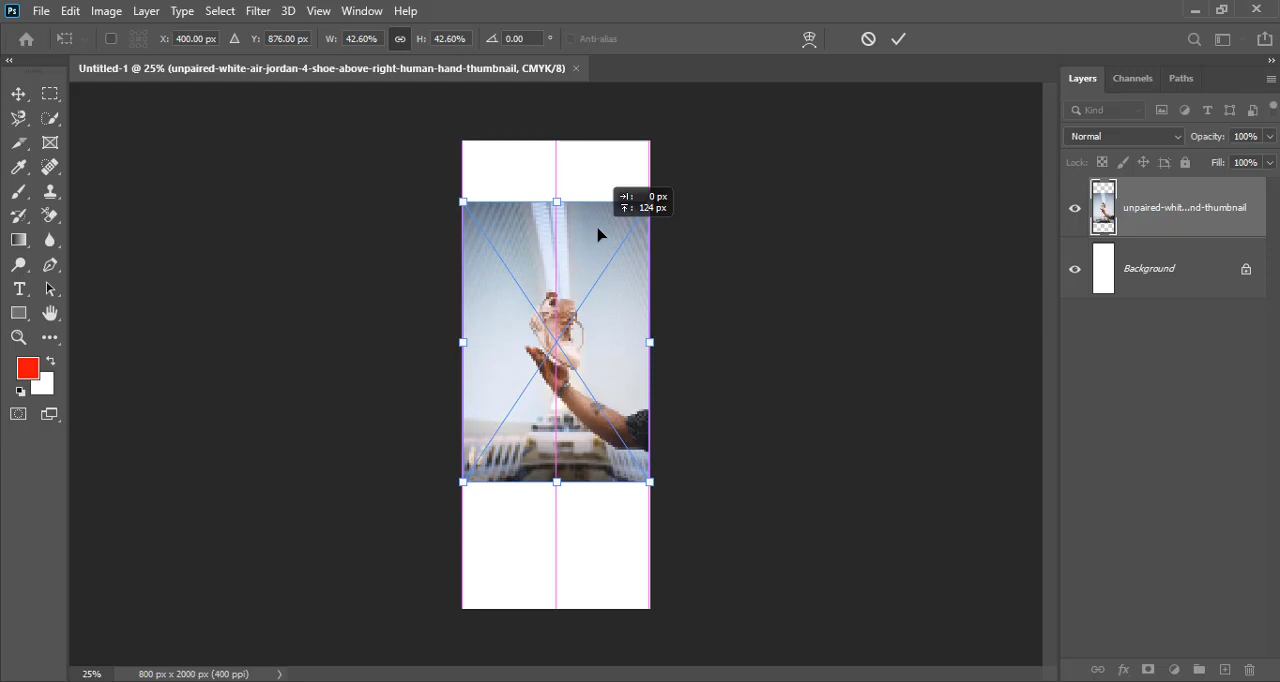 Ps File Edit Image Layer Type Select Filter 3D View Window Help
X: 400.00 px Y: 876.00 px W: 42.60% H: 42.60% 0.00 ° Anti-alias
Untitled-1 @ 25% (unpaired-white-air-jordan-4-shoe-above-right-human-hand-thumbnail, CMYK/8) ×
Layers Channels Paths
Kind
Normal Opacity: 100%
Lock: Fill: 100%
→|: 0 px
124 px
unpaired-whit...nd-thumbnail
Background
25% 800 px x 2000 px (400 ppi)